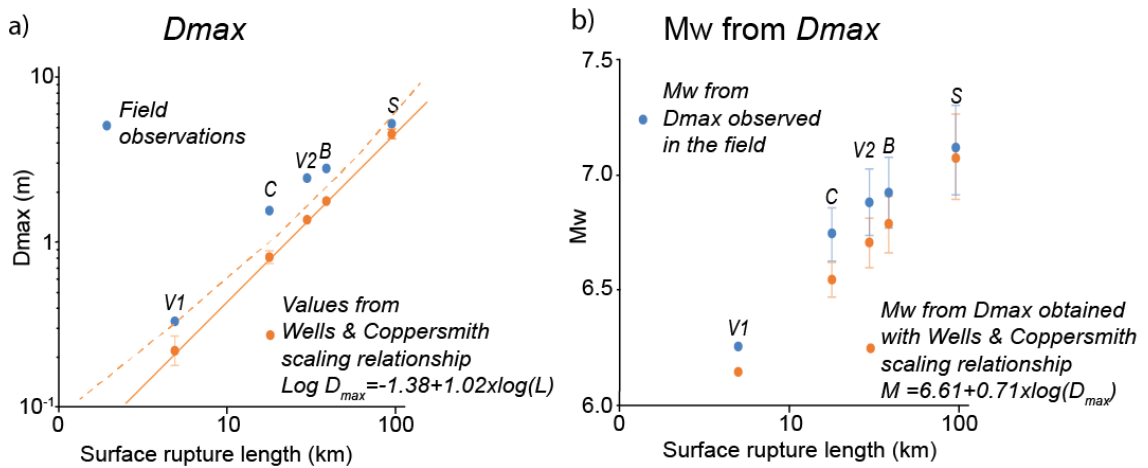 a)
Dmax
10
Field
observations
S
V2
B
C
Dmax (m)
1
V1
Values from
Wells & Coppersmith
scaling relationship
Log Dmax=-1.38+1.02xlog(L)
10-1
0
10
100
Surface rupture length (km)
b)
Mw from Dmax
7.5
Mw from
Dmax observed
in the field
S
V2
B
7.0
C
Mw
6.5
V1
Mw from Dmax obtained
with Wells & Coppersmith
scaling relationship
M =6.61+0.71xlog(Dmax)
6.0
0
10
100
Surface rupture length (km)